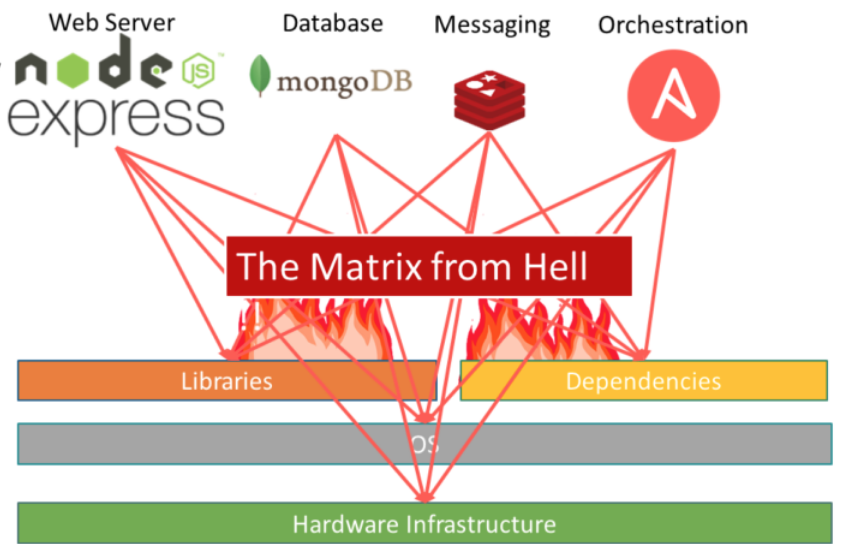 Web Server
Database
Messaging
Orchestration
node JS
express
mongoDB
A
The Matrix from Hell
Libraries
Dependencies
OS
Hardware Infrastructure